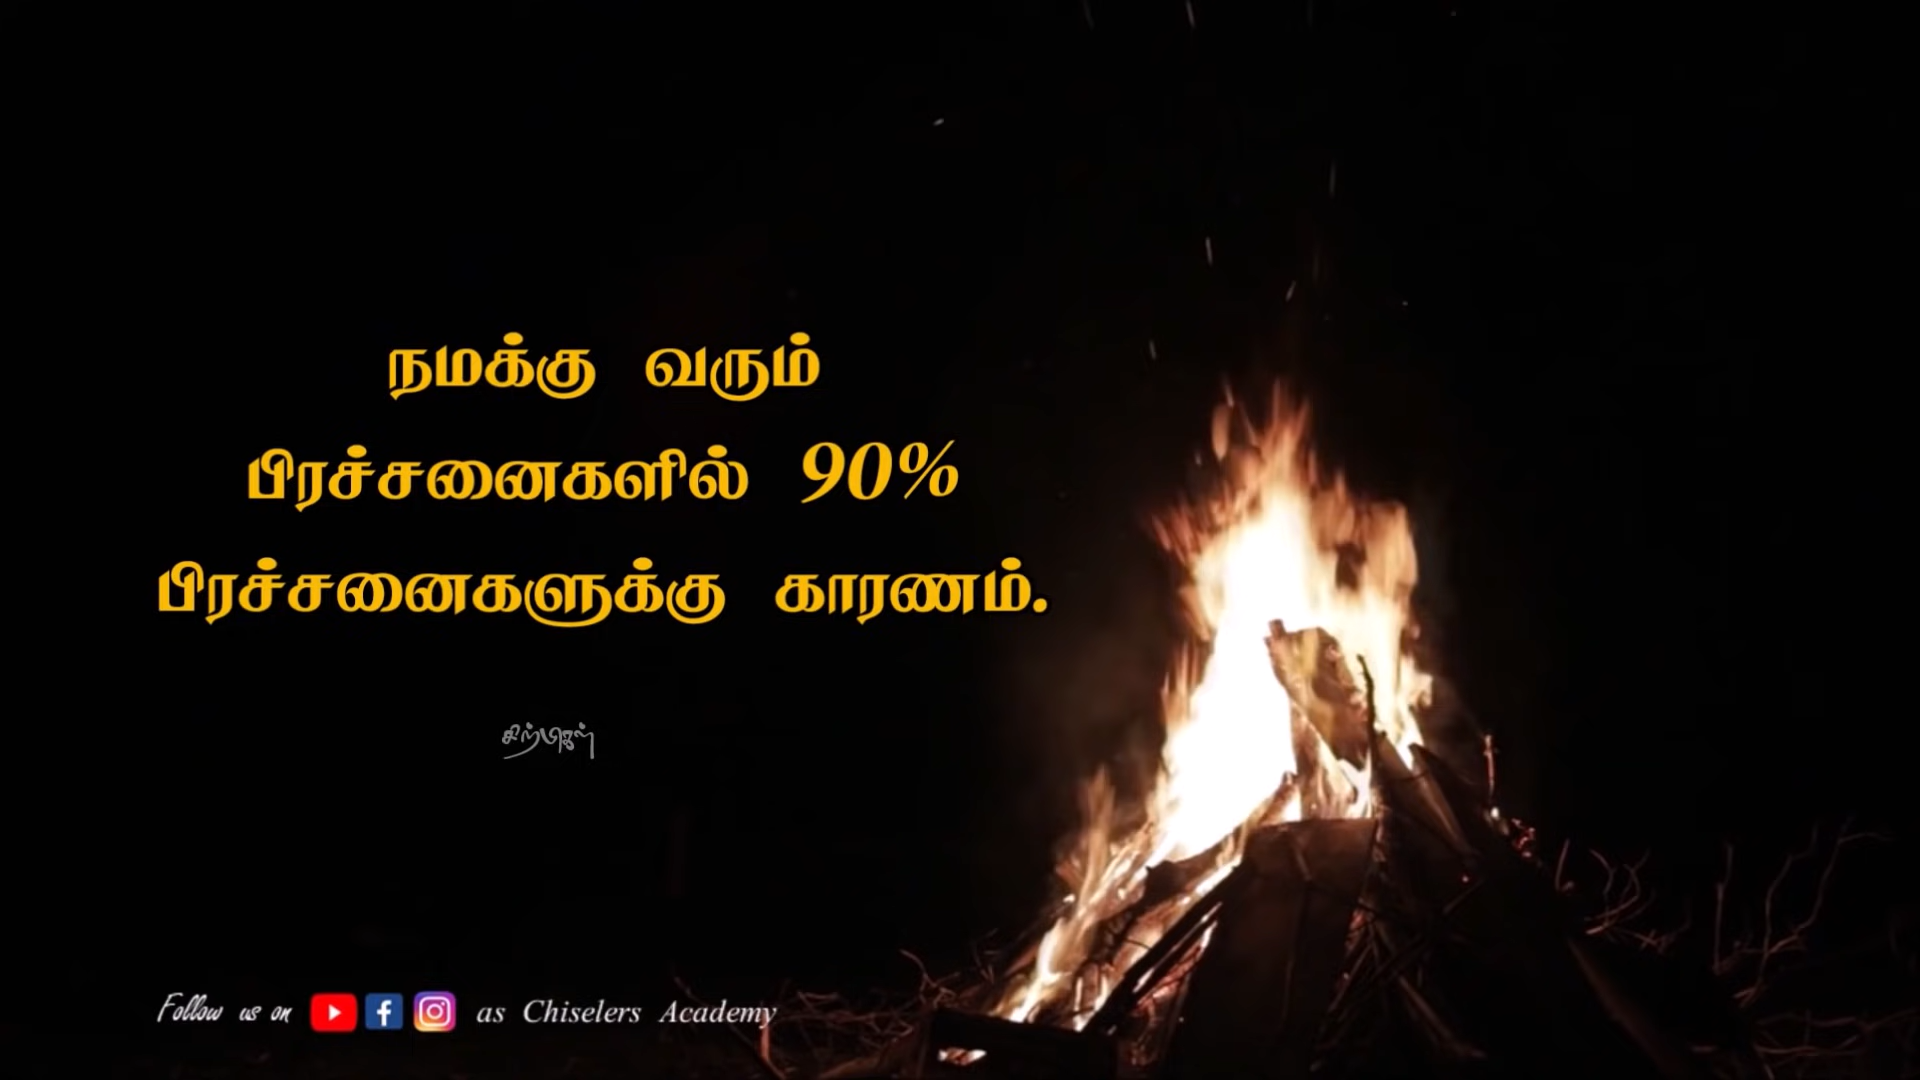 நமக்கு வரும்
பிரச்சனைகளில் 90%
பிரச்சனைகளுக்கு காரணம்.
சிற்பிகள்
Follow us on as Chiselers Academy